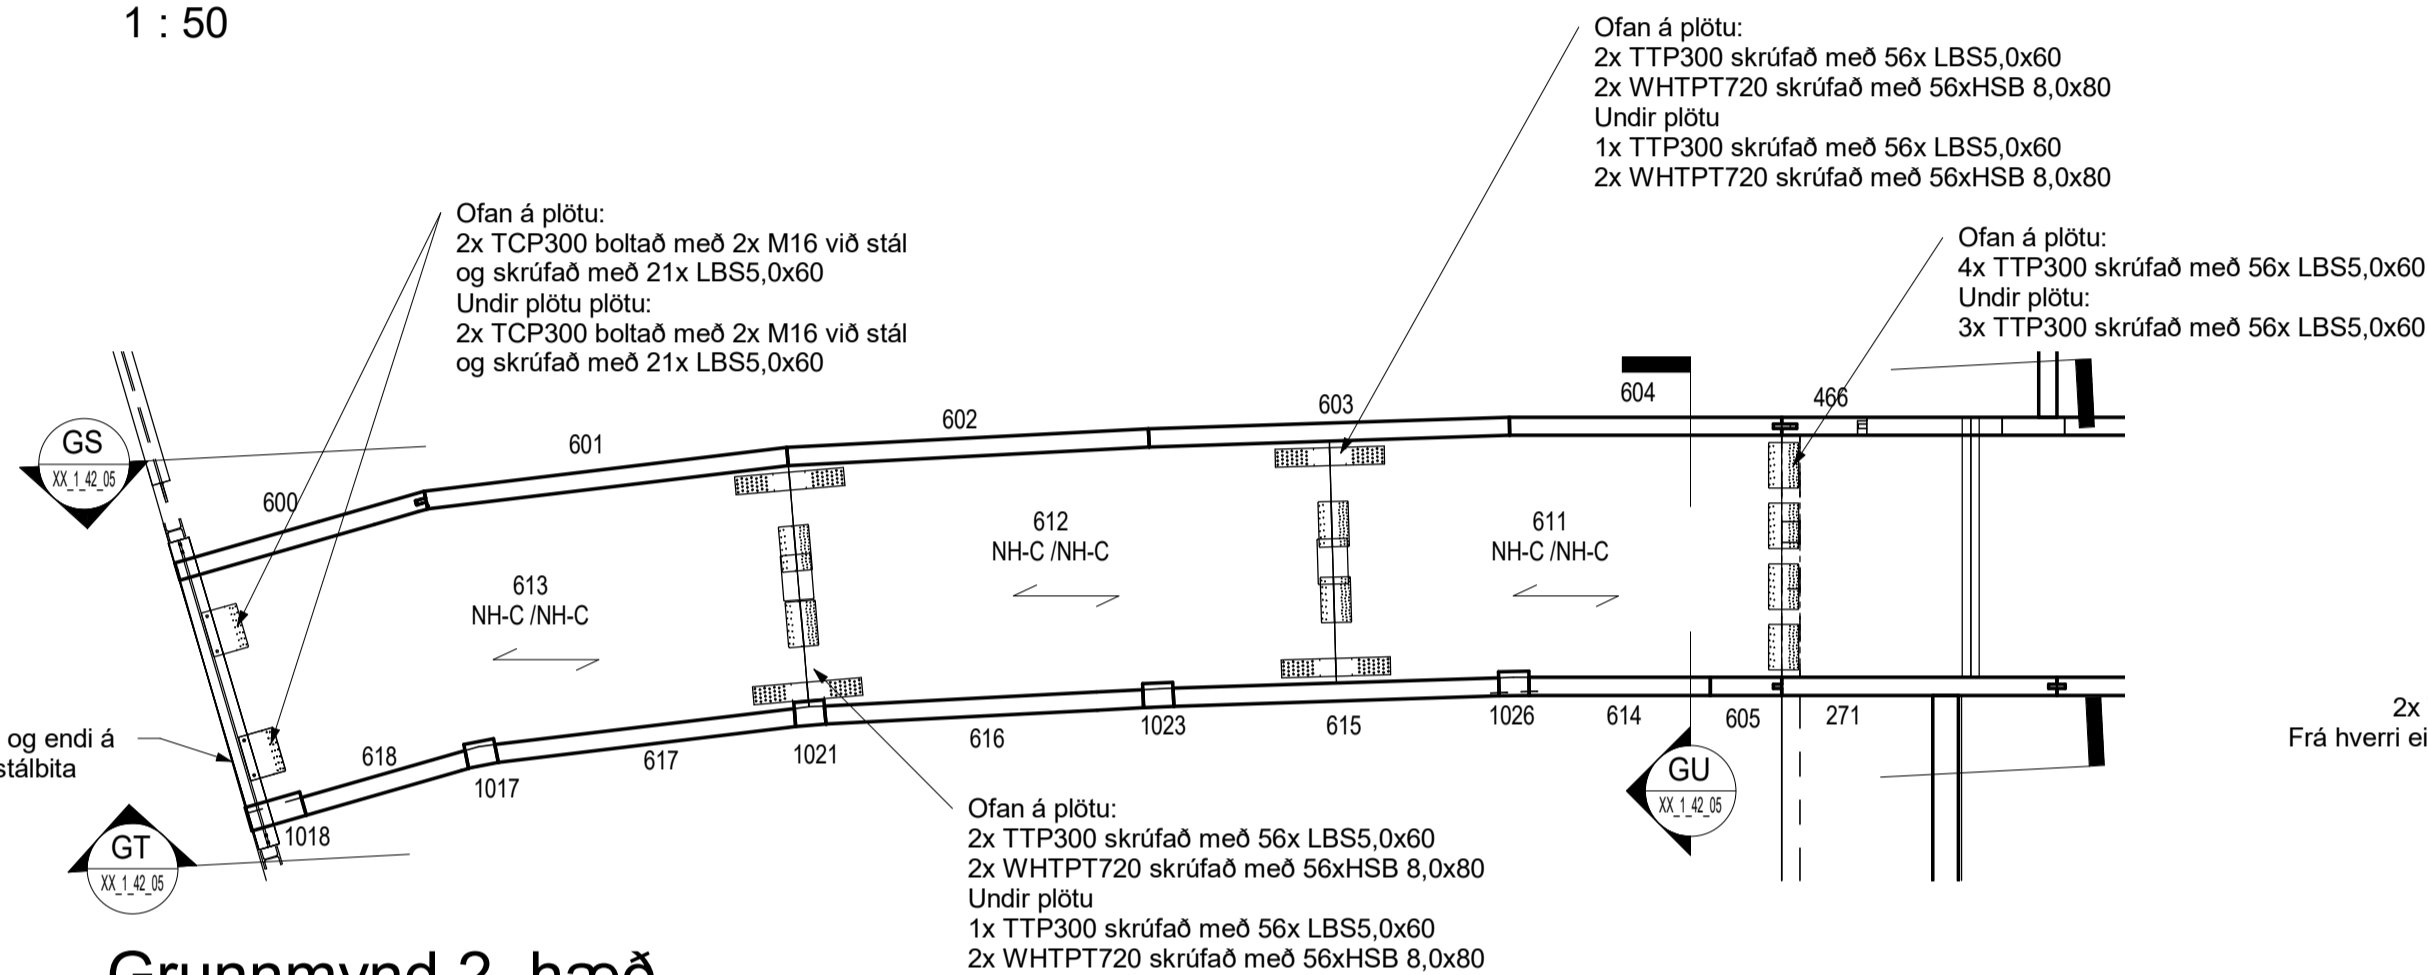 1 : 50
Ofan á plötu:
2x TTP300 skrúfað með 56x LBS5,0x60
2x WHTPT720 skrúfað með 56xHSB 8,0x80
Undir plötu
1x TTP300 skrúfað með 56x LBS5,0x60
2x WHTPT720 skrúfað með 56xHSB 8,0x80
Ofan á plötu:
2x TCP300 boltað með 2x M16 við stál
og skrúfað með 21x LBS5,0x60
Undir plötu plötu:
2x TCP300 boltað með 2x M16 við stál
og skrúfað með 21x LBS5,0x60
Ofan á plötu:
4x TTP300 skrúfað með 56x LBS5,0x60
Undir plötu:
3x TTP300 skrúfað með 56x LBS5,0x60
604
466
603
602
601
600
GS
XX_1_42_05
613
NH-C /NH-C
612
NH-C /NH-C
611
NH-C /NH-C
og endi á
stálbita
618
1017
617
1021
616
1023
615
1026
614
605
271
1018
GT
XX_1_42_05
GU
XX_1_42_05
2x
Frá hverri ei
Ofan á plötu:
2x TTP300 skrúfað með 56x LBS5,0x60
2x WHTPT720 skrúfað með 56xHSB 8,0x80
Undir plötu
1x TTP300 skrúfað með 56x LBS5,0x60
2x WHTPT720 skrúfað með 56xHSB 8,0x80
Grunnmynd 2. hæð